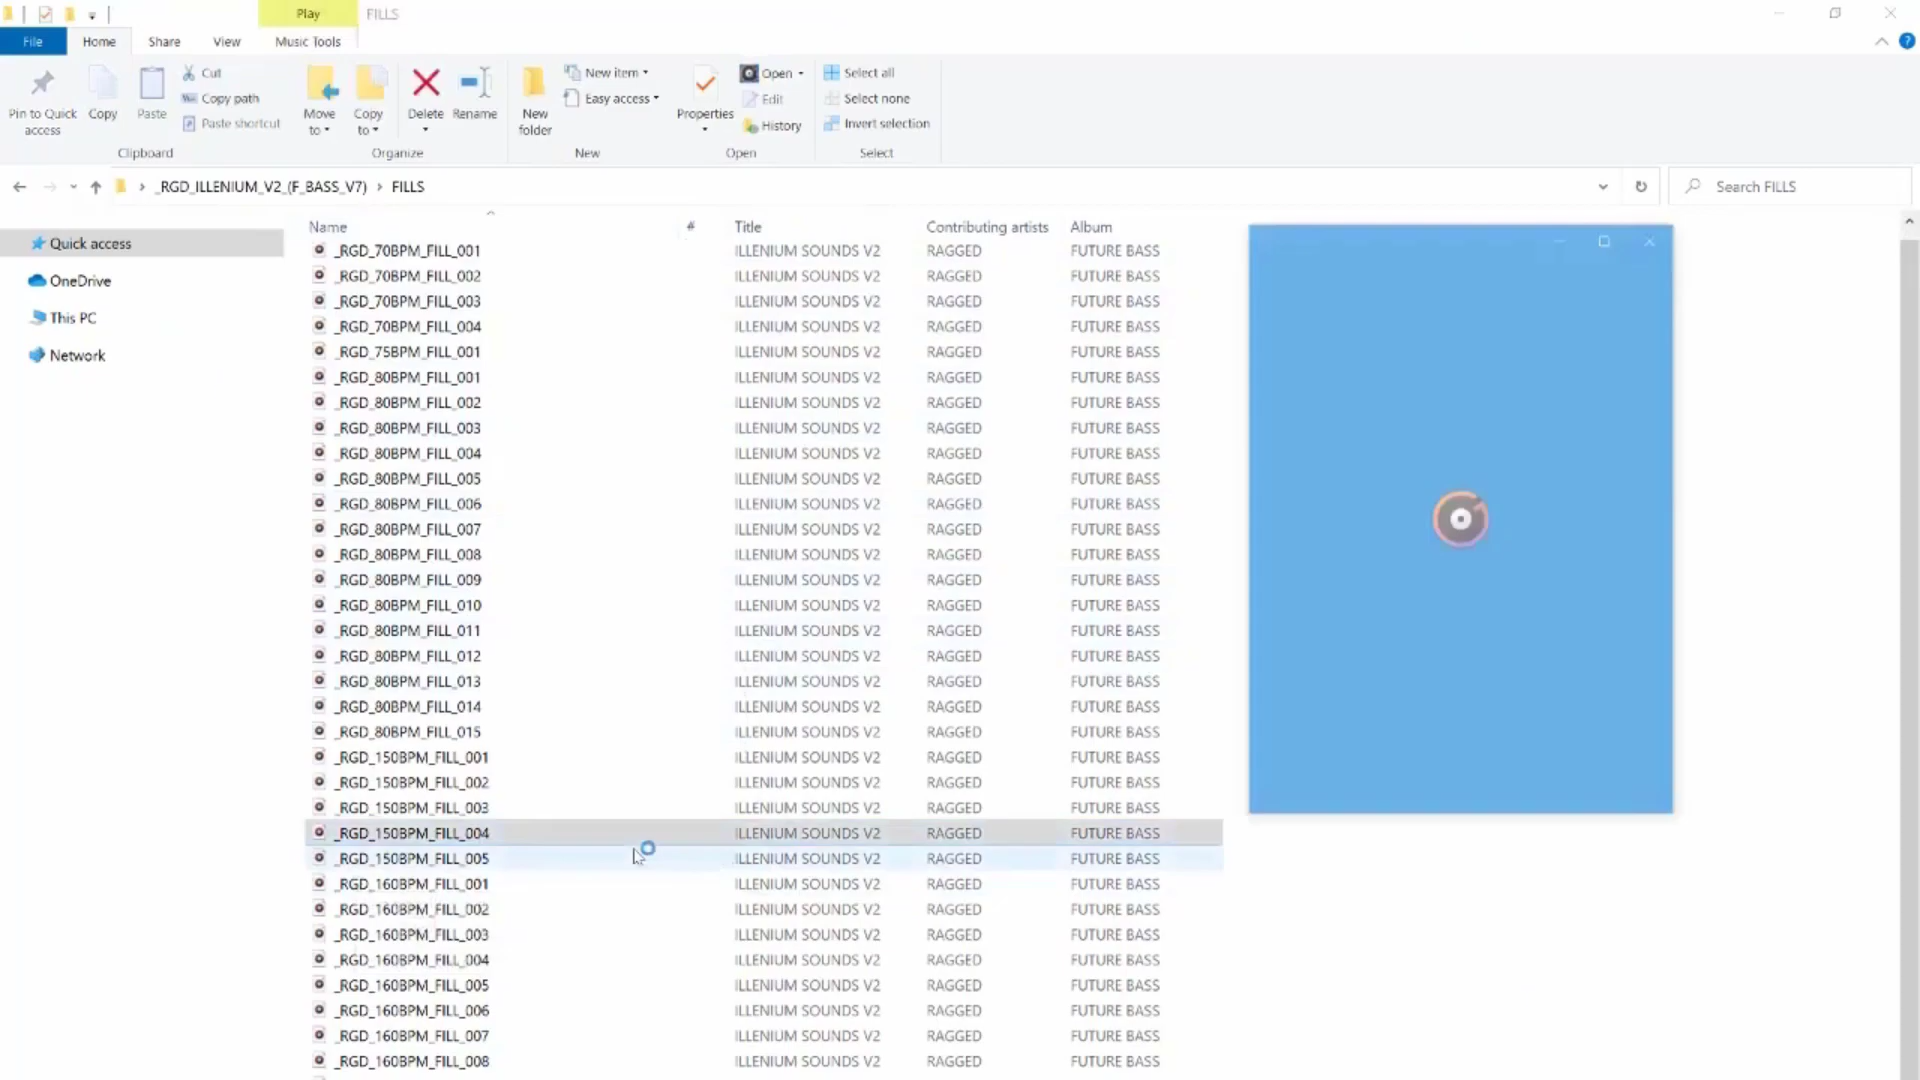 Play FILLS
File Home Share View Music Tools
Pin to Quick access
Copy
Paste
Cut
Copy path
Paste shortcut
Clipboard
Move to
Copy to
Delete
Rename
Organize
New folder
New item
Easy access
New
Properties
Open
Edit
History
Open
Select all
Select none
Invert selection
Select
_RGD_ILLENIUM_V2_(F_BASS_V7) › FILLS
Search FILLS
Quick access
OneDrive
This PC
Network
Name # Title Contributing artists Album
_RGD_70BPM_FILL_001 ILLENIUM SOUNDS V2 RAGGED FUTURE BASS
_RGD_70BPM_FILL_002 ILLENIUM SOUNDS V2 RAGGED FUTURE BASS
_RGD_70BPM_FILL_003 ILLENIUM SOUNDS V2 RAGGED FUTURE BASS
_RGD_70BPM_FILL_004 ILLENIUM SOUNDS V2 RAGGED FUTURE BASS
_RGD_75BPM_FILL_001 ILLENIUM SOUNDS V2 RAGGED FUTURE BASS
_RGD_80BPM_FILL_001 ILLENIUM SOUNDS V2 RAGGED FUTURE BASS
_RGD_80BPM_FILL_002 ILLENIUM SOUNDS V2 RAGGED FUTURE BASS
_RGD_80BPM_FILL_003 ILLENIUM SOUNDS V2 RAGGED FUTURE BASS
_RGD_80BPM_FILL_004 ILLENIUM SOUNDS V2 RAGGED FUTURE BASS
_RGD_80BPM_FILL_005 ILLENIUM SOUNDS V2 RAGGED FUTURE BASS
_RGD_80BPM_FILL_006 ILLENIUM SOUNDS V2 RAGGED FUTURE BASS
_RGD_80BPM_FILL_007 ILLENIUM SOUNDS V2 RAGGED FUTURE BASS
_RGD_80BPM_FILL_008 ILLENIUM SOUNDS V2 RAGGED FUTURE BASS
_RGD_80BPM_FILL_009 ILLENIUM SOUNDS V2 RAGGED FUTURE BASS
_RGD_80BPM_FILL_010 ILLENIUM SOUNDS V2 RAGGED FUTURE BASS
_RGD_80BPM_FILL_011 ILLENIUM SOUNDS V2 RAGGED FUTURE BASS
_RGD_80BPM_FILL_012 ILLENIUM SOUNDS V2 RAGGED FUTURE BASS
_RGD_80BPM_FILL_013 ILLENIUM SOUNDS V2 RAGGED FUTURE BASS
_RGD_80BPM_FILL_014 ILLENIUM SOUNDS V2 RAGGED FUTURE BASS
_RGD_80BPM_FILL_015 ILLENIUM SOUNDS V2 RAGGED FUTURE BASS
_RGD_150BPM_FILL_001 ILLENIUM SOUNDS V2 RAGGED FUTURE BASS
_RGD_150BPM_FILL_002 ILLENIUM SOUNDS V2 RAGGED FUTURE BASS
_RGD_150BPM_FILL_003 ILLENIUM SOUNDS V2 RAGGED FUTURE BASS
_RGD_150BPM_FILL_004 ILLENIUM SOUNDS V2 RAGGED FUTURE BASS
_RGD_150BPM_FILL_005 ILLENIUM SOUNDS V2 RAGGED FUTURE BASS
_RGD_160BPM_FILL_001 ILLENIUM SOUNDS V2 RAGGED FUTURE BASS
_RGD_160BPM_FILL_002 ILLENIUM SOUNDS V2 RAGGED FUTURE BASS
_RGD_160BPM_FILL_003 ILLENIUM SOUNDS V2 RAGGED FUTURE BASS
_RGD_160BPM_FILL_004 ILLENIUM SOUNDS V2 RAGGED FUTURE BASS
_RGD_160BPM_FILL_005 ILLENIUM SOUNDS V2 RAGGED FUTURE BASS
_RGD_160BPM_FILL_006 ILLENIUM SOUNDS V2 RAGGED FUTURE BASS
_RGD_160BPM_FILL_007 ILLENIUM SOUNDS V2 RAGGED FUTURE BASS
_RGD_160BPM_FILL_008 ILLENIUM SOUNDS V2 RAGGED FUTURE BASS